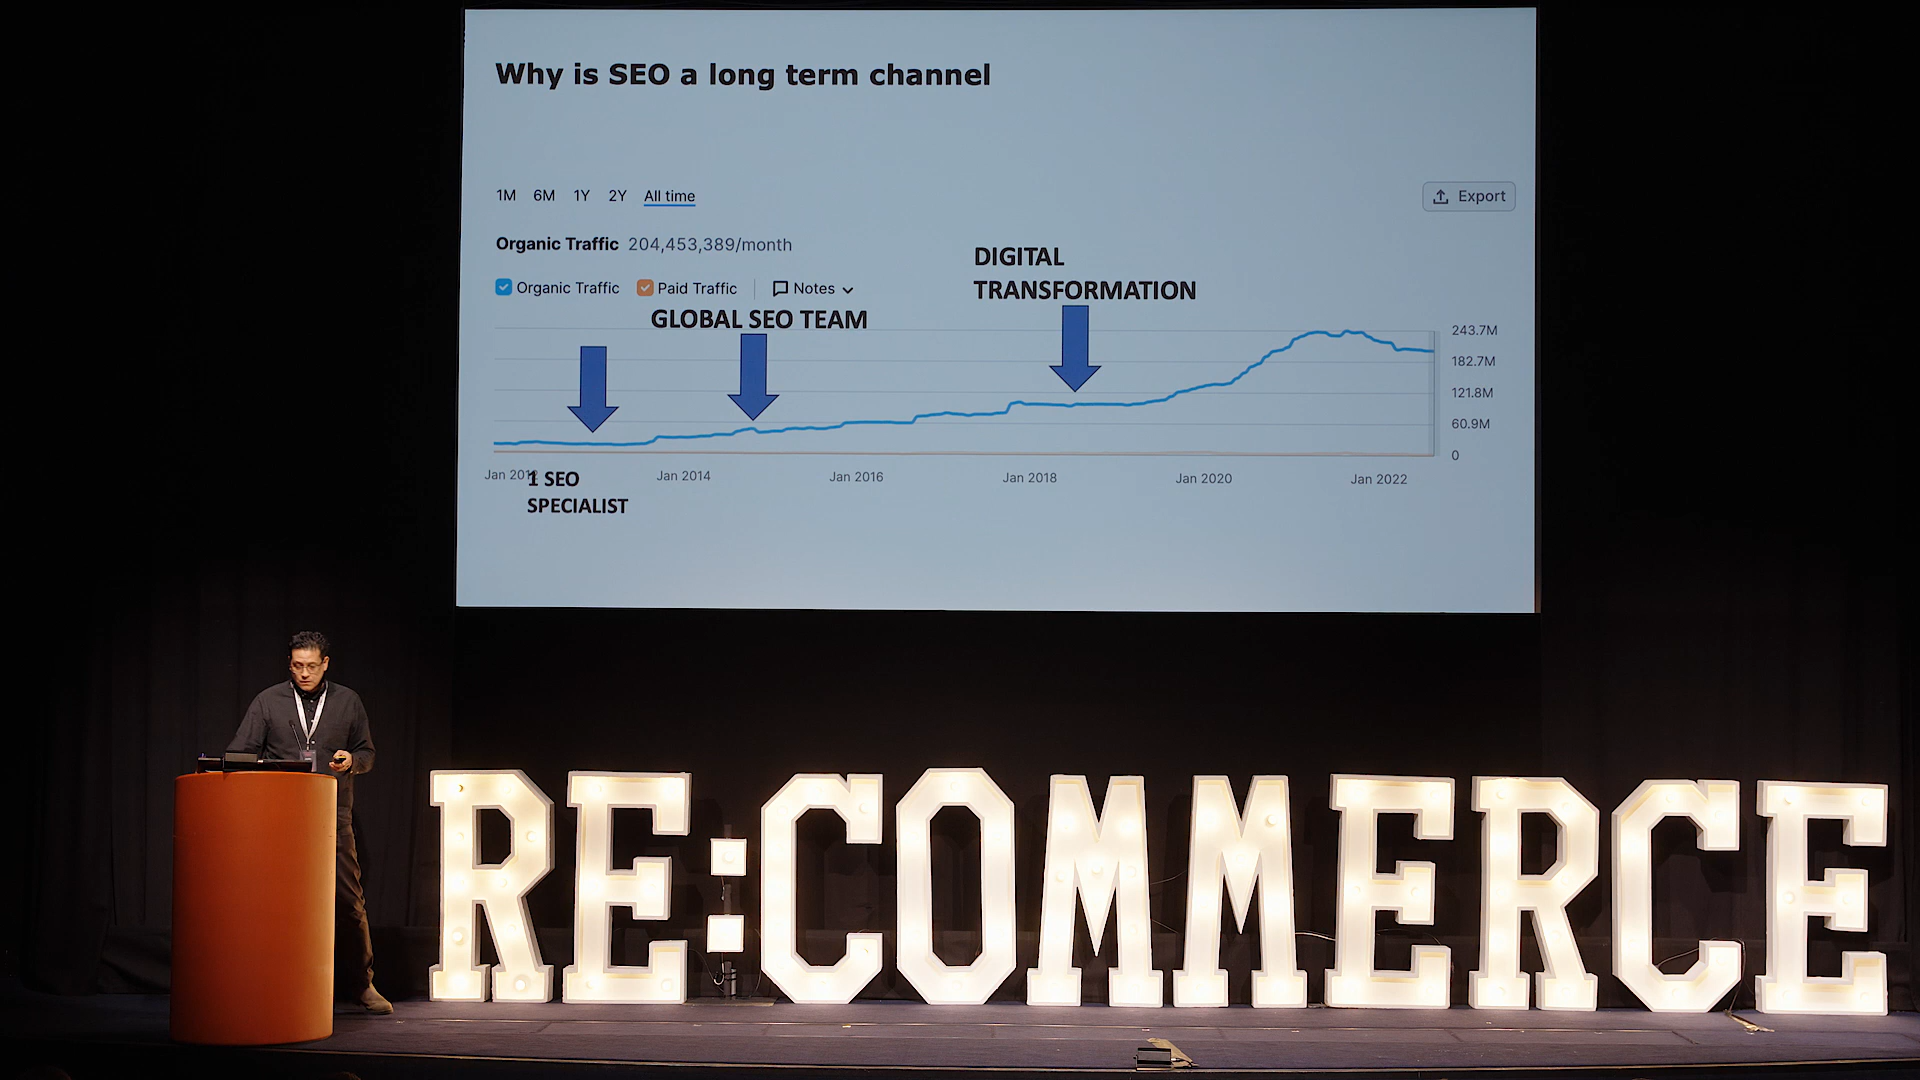 Why is SEO a long term channel
1M 6M 1Y 2Y All time
Export
Organic Traffic 204,453,389/month
Organic Traffic Paid Traffic Notes
DIGITAL
TRANSFORMATION
GLOBAL SEO TEAM
243.7M
182.7M
121.8M
60.9M
0
Jan 2012 Jan 2014 Jan 2016 Jan 2018 Jan 2020 Jan 2022
1 SEO
SPECIALIST
RE:COMMERCE